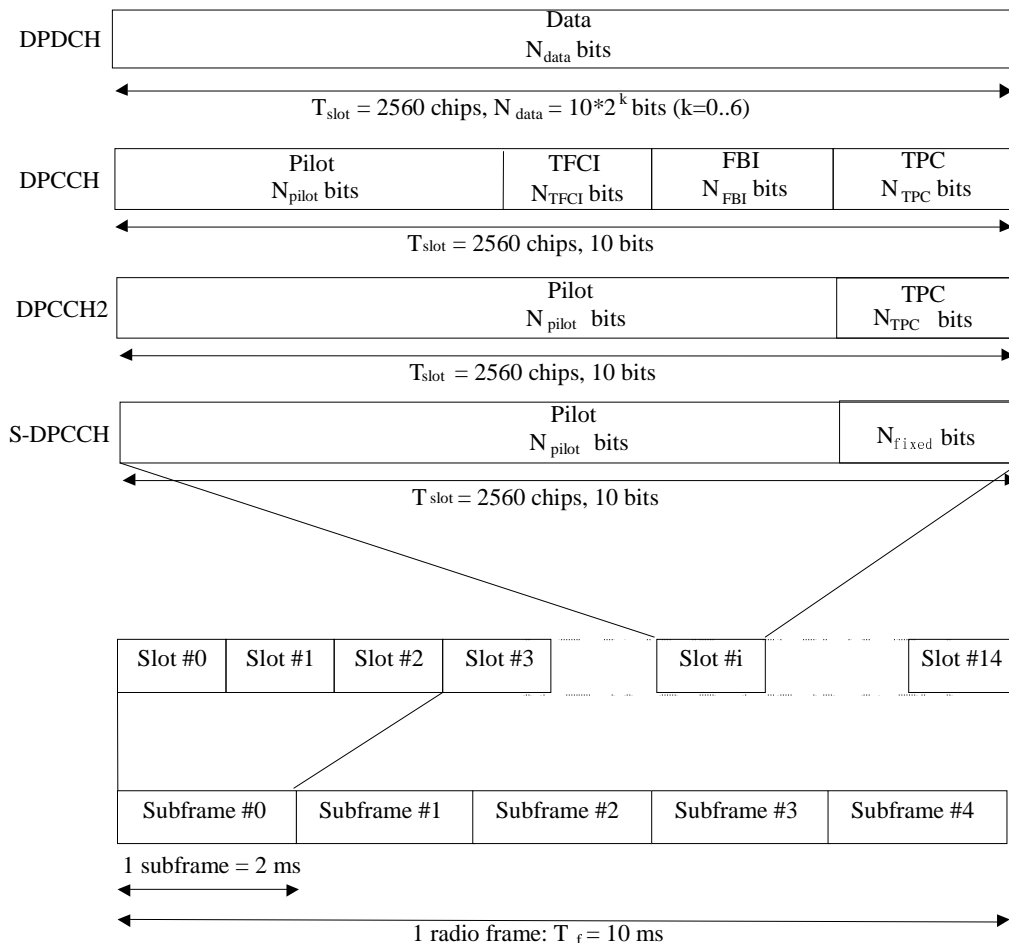 DPDCH
Data
N_data bits
T_slot = 2560 chips, N_data = 10*2^k bits (k=0..6)
DPCCH
Pilot
N_pilot bits
TFCI
N_TFCI bits
FBI
N_FBI bits
TPC
N_TPC bits
T_slot = 2560 chips, 10 bits
DPCCH2
Pilot
N_pilot bits
TPC
N_TPC bits
T_slot = 2560 chips, 10 bits
S-DPCCH
Pilot
N_pilot bits
N_fixed bits
T_slot = 2560 chips, 10 bits
Slot #0 Slot #1 Slot #2 Slot #3 Slot #i Slot #14
Subframe #0 Subframe #1 Subframe #2 Subframe #3 Subframe #4
1 subframe = 2 ms
1 radio frame: T_f = 10 ms